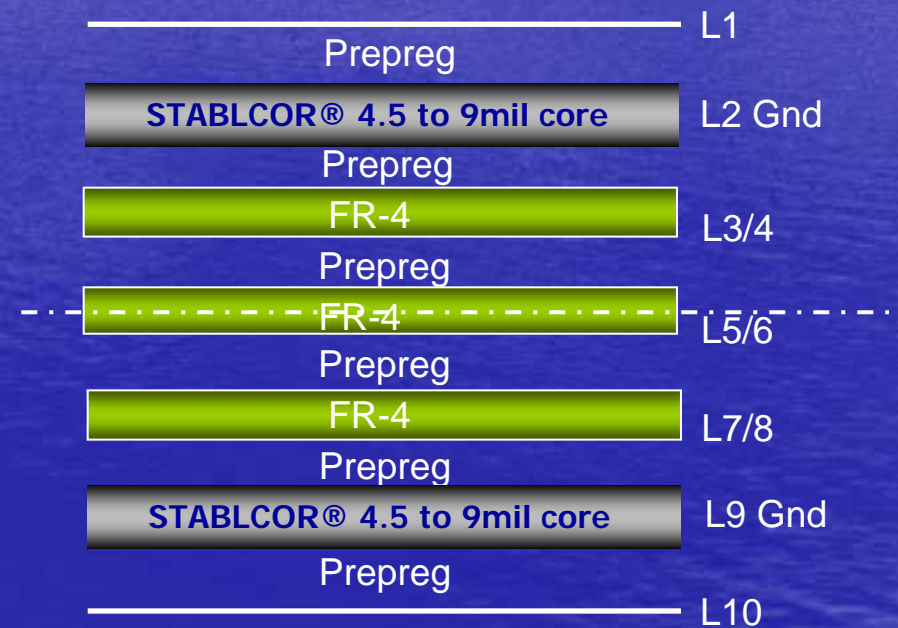 L1
Prepreg
STABLCOR® 4.5 to 9mil core L2 Gnd
Prepreg
FR-4 L3/4
Prepreg
FR-4 L5/6
Prepreg
FR-4 L7/8
Prepreg
STABLCOR® 4.5 to 9mil core L9 Gnd
Prepreg
L10